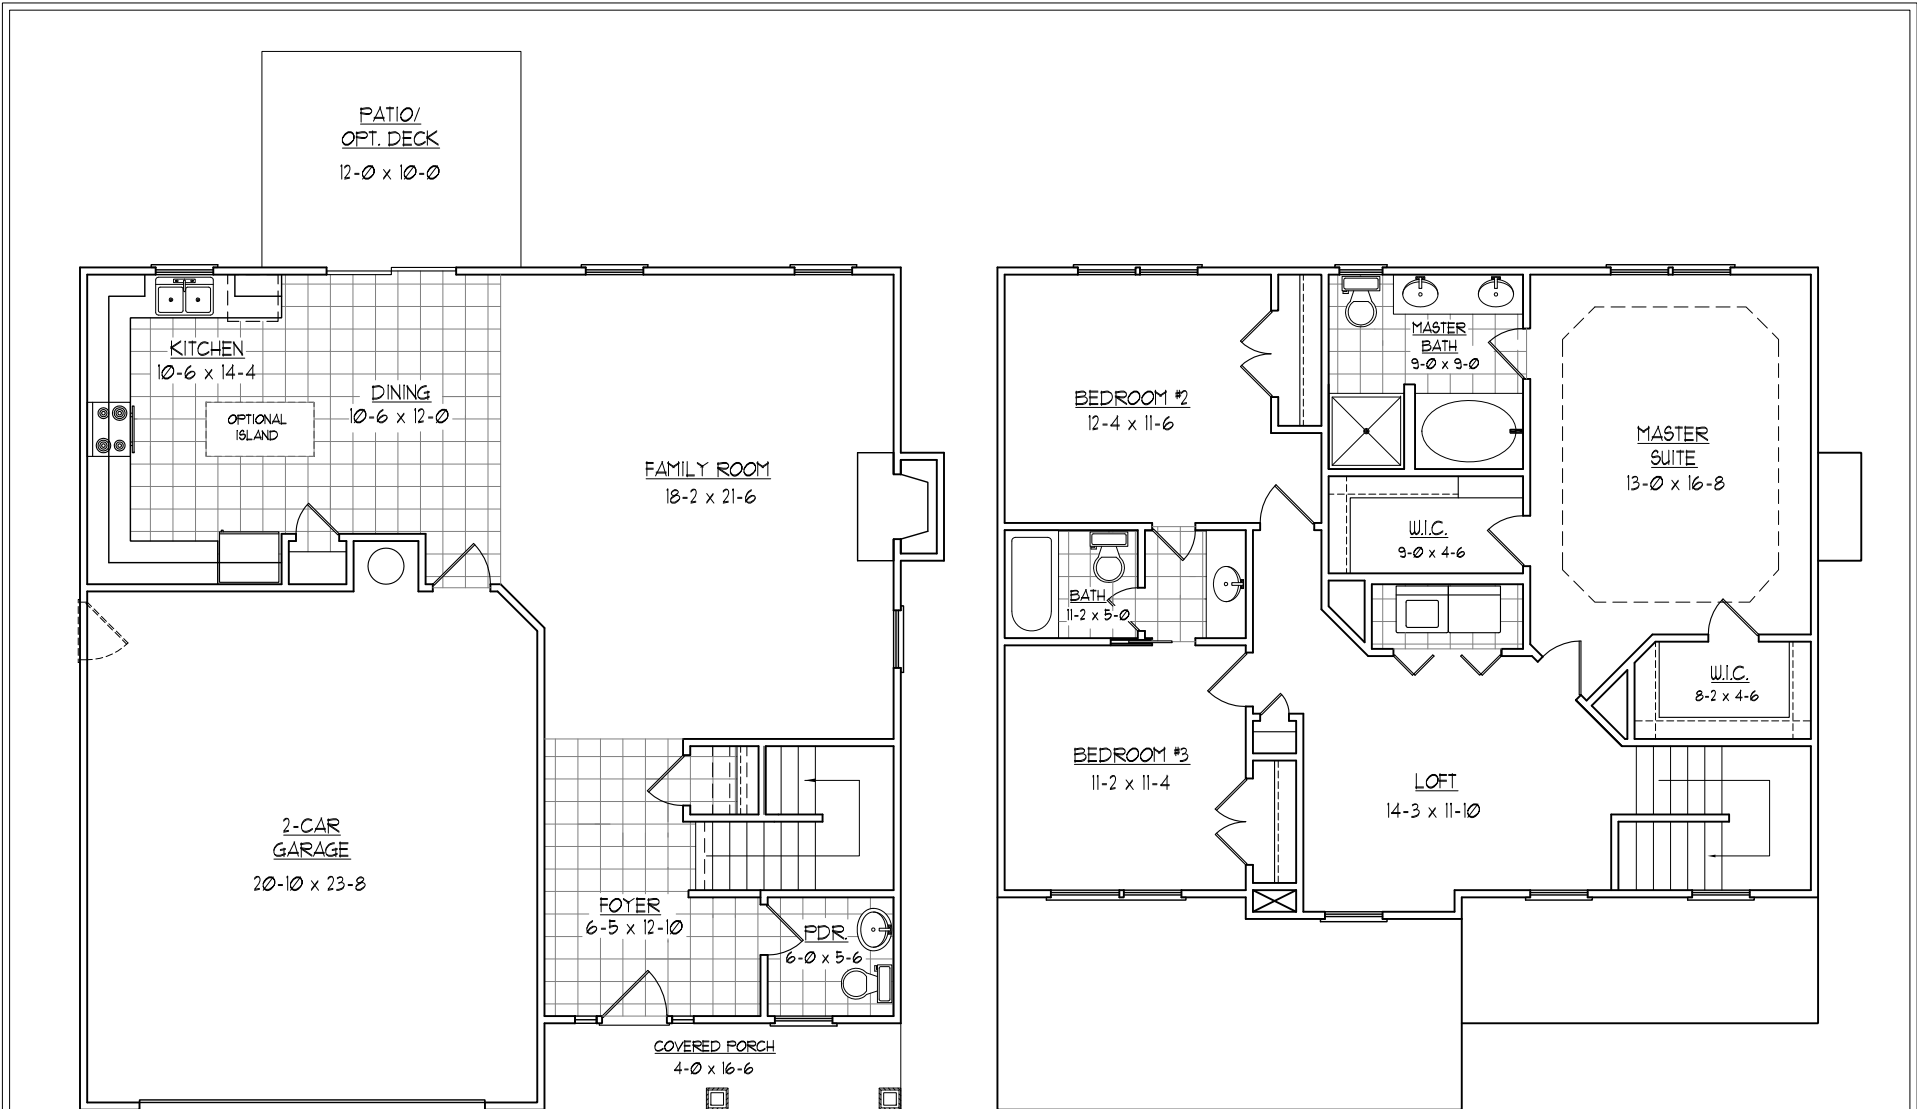 PATIO/
OPT. DECK
12-0 x 10-0
KITCHEN
10-6 x 14-4
DINING
10-6 x 12-0
OPTIONAL
ISLAND
FAMILY ROOM
18-2 x 21-6
2-CAR
GARAGE
20-10 x 23-8
FOYER
6-5 x 12-10
PDR.
6-0 x 5-6
COVERED PORCH
4-0 x 16-6
BEDROOM #2
12-4 x 11-6
MASTER
BATH
9-0 x 9-0
MASTER
SUITE
13-0 x 16-8
W.I.C.
9-0 x 4-6
BATH
11-2 x 5-0
W.I.C.
8-2 x 4-6
BEDROOM #3
11-2 x 11-4
LOFT
14-3 x 11-10